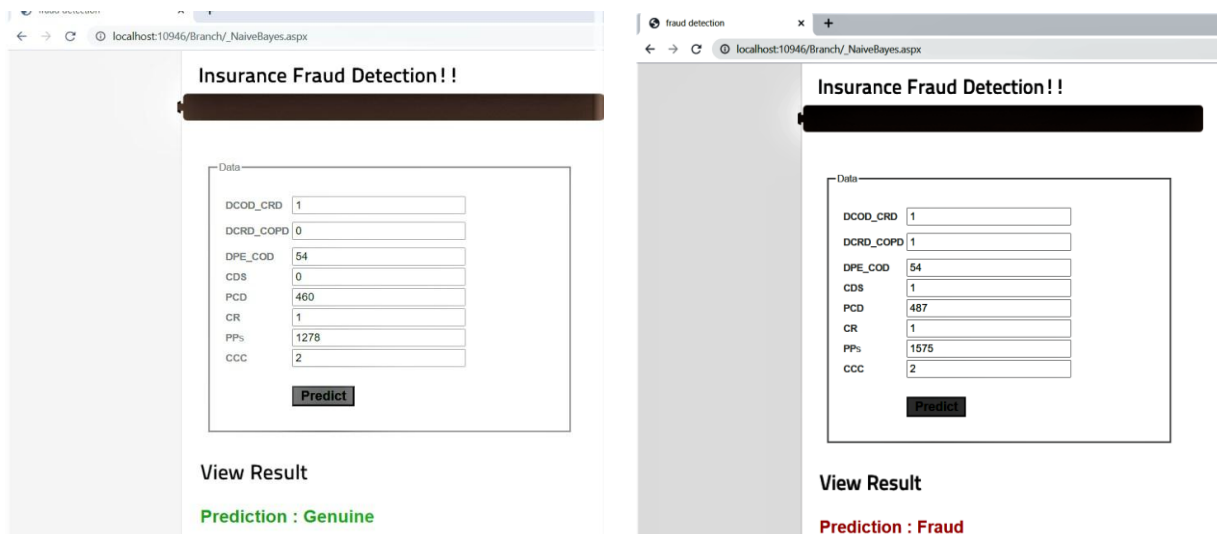 fraud detection
localhost:10946/Branch/_NaiveBayes.aspx
Insurance Fraud Detection!!
Data
DCOD_CRD 1
DCRD_COPD 0
DPE_COD 54
CDS 0
PCD 460
CR 1
PPs 1278
CCC 2
Predict
View Result
Prediction : Genuine
fraud detection
localhost:10946/Branch/_NaiveBayes.aspx
Insurance Fraud Detection!!
Data
DCOD_CRD 1
DCRD_COPD 1
DPE_COD 54
CDS 1
PCD 487
CR 1
PPs 1575
CCC 2
Predict
View Result
Prediction : Fraud